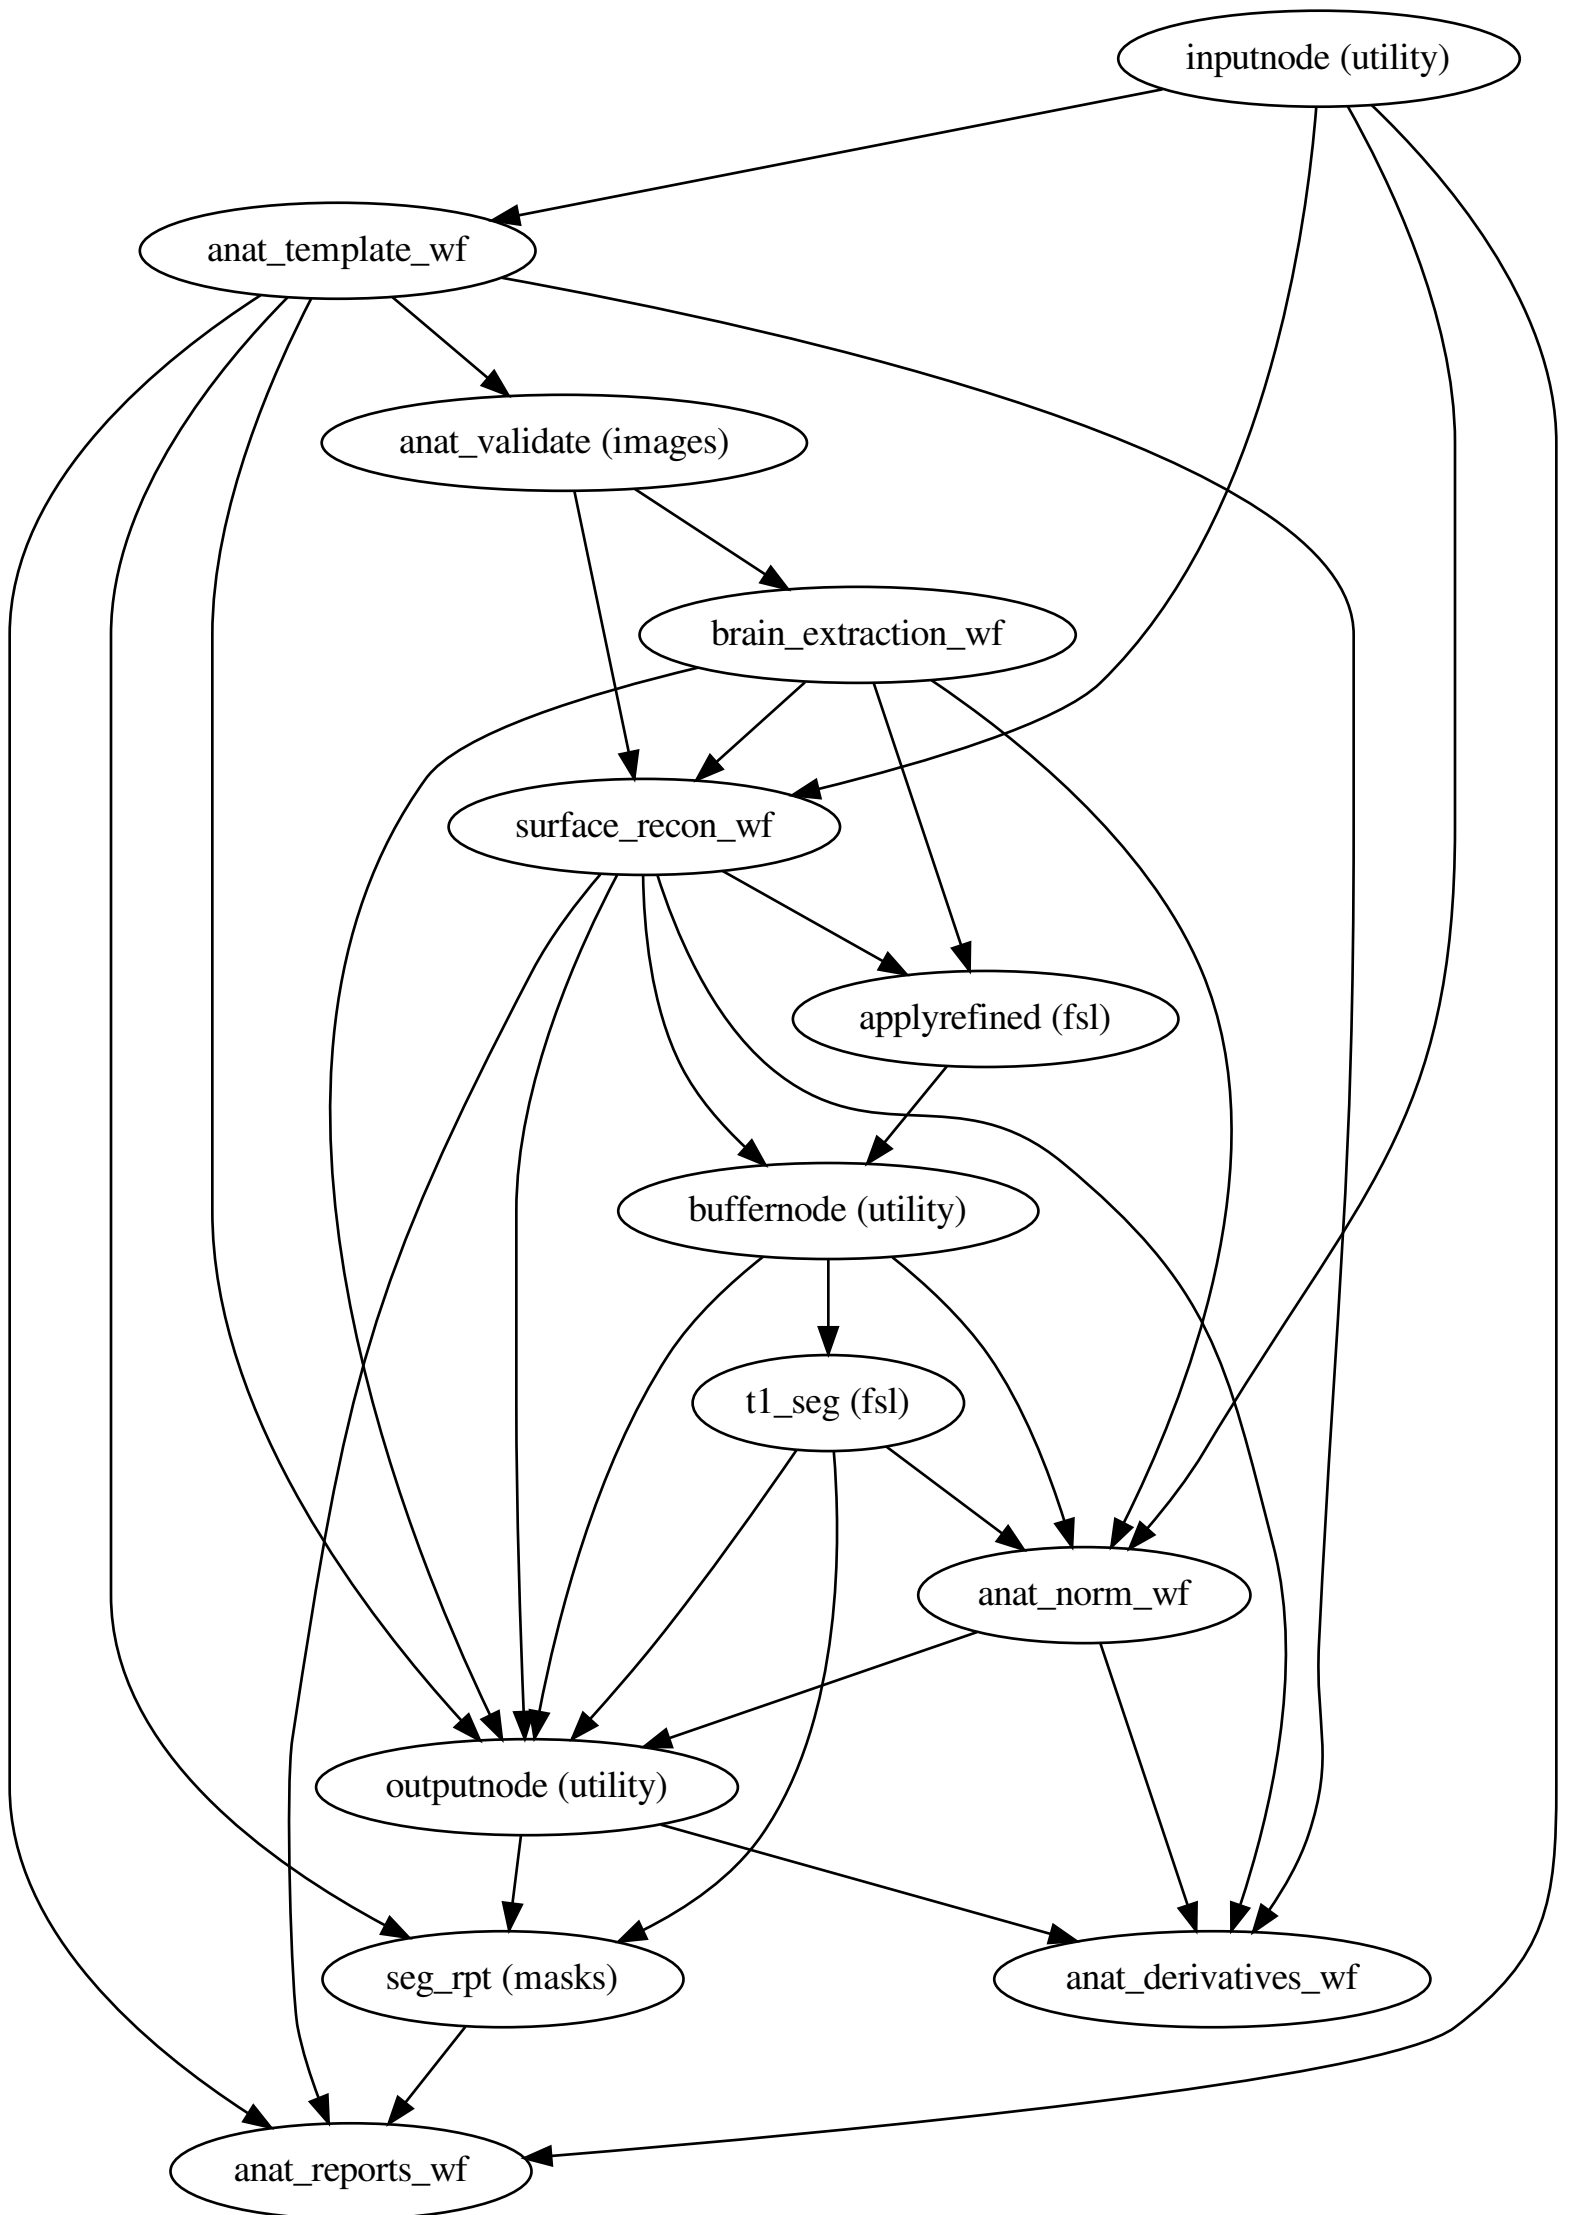 inputnode (utility)
anat_template_wf
anat_validate (images)
brain_extraction_wf
surface_recon_wf
applyrefined (fsl)
buffernode (utility)
t1_seg (fsl)
anat_norm_wf
outputnode (utility)
seg_rpt (masks)
anat_derivatives_wf
anat_reports_wf